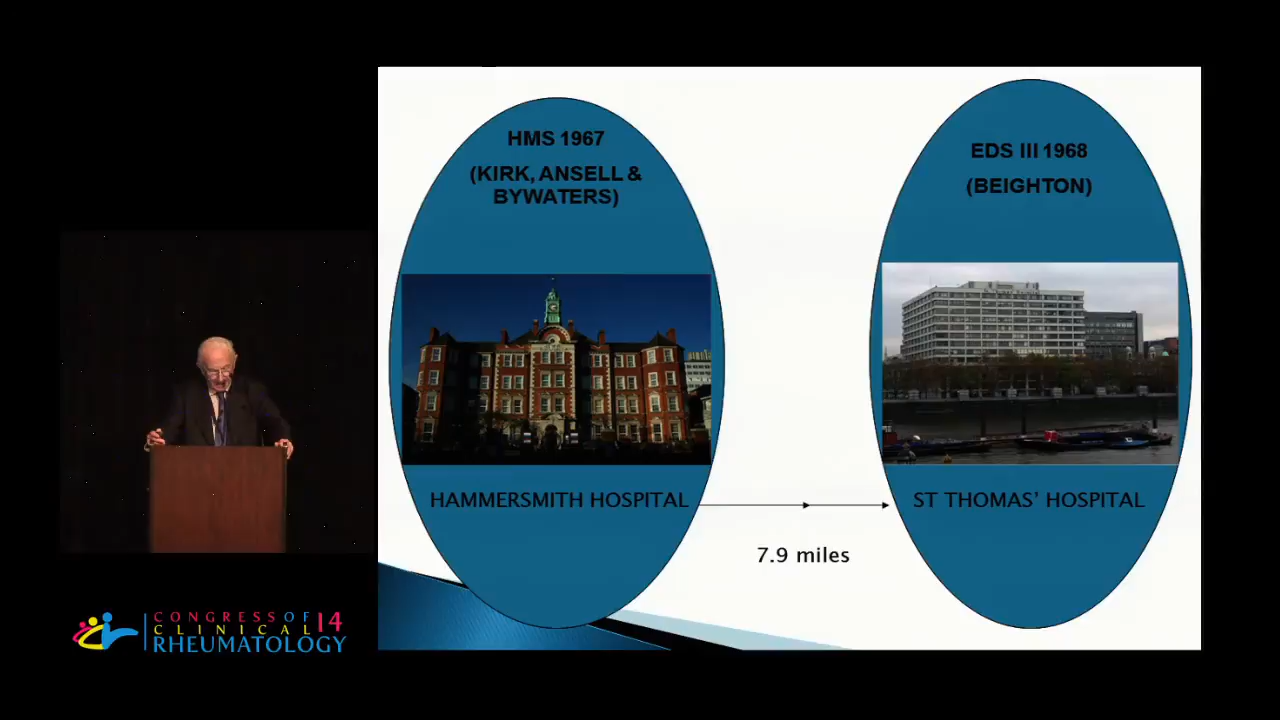 HMS 1967
(KIRK, ANSELL &
BYWATERS)
HAMMERSMITH HOSPITAL
EDS III 1968
(BEIGHTON)
ST THOMAS’ HOSPITAL
7.9 miles
CONGRESS OF 14
CLINICAL
RHEUMATOLOGY